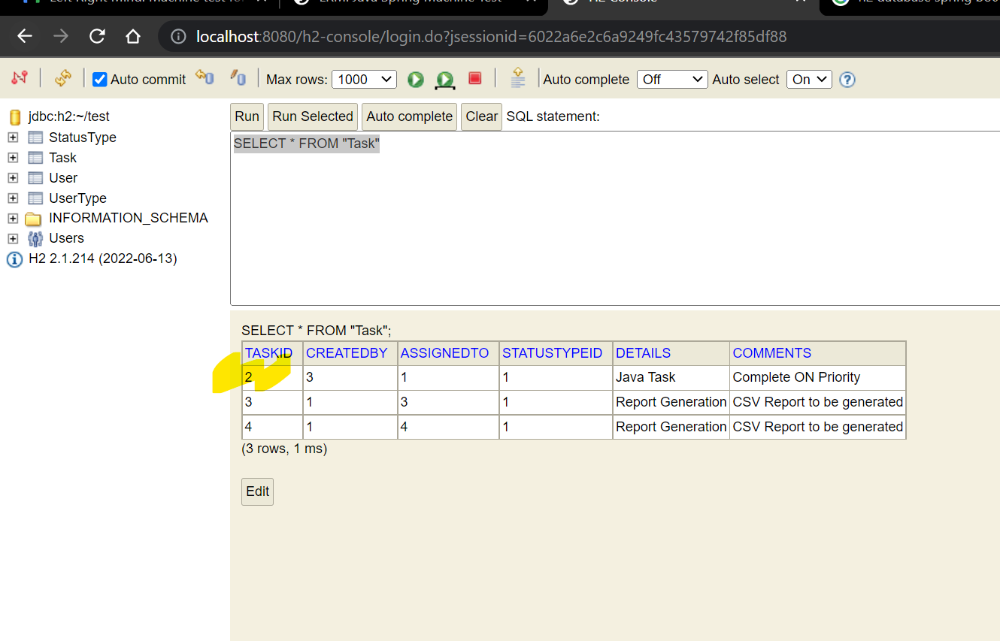 localhost:8080/h2-console/login.do?jsessionid=6022a6e2c6a9249fc43579742f85df88
Auto commit Max rows: 1000 Auto complete Off Auto select On
jdbc:h2:~/test
StatusType
Task
User
UserType
INFORMATION_SCHEMA
Users
H2 2.1.214 (2022-06-13)
Run Run Selected Auto complete Clear SQL statement:
SELECT * FROM "Task"
SELECT * FROM "Task";
TASKID CREATEDBY ASSIGNEDTO STATUSTYPEID DETAILS COMMENTS
2 3 1 1 Java Task Complete ON Priority
3 1 3 1 Report Generation CSV Report to be generated
4 1 4 1 Report Generation CSV Report to be generated
(3 rows, 1 ms)
Edit